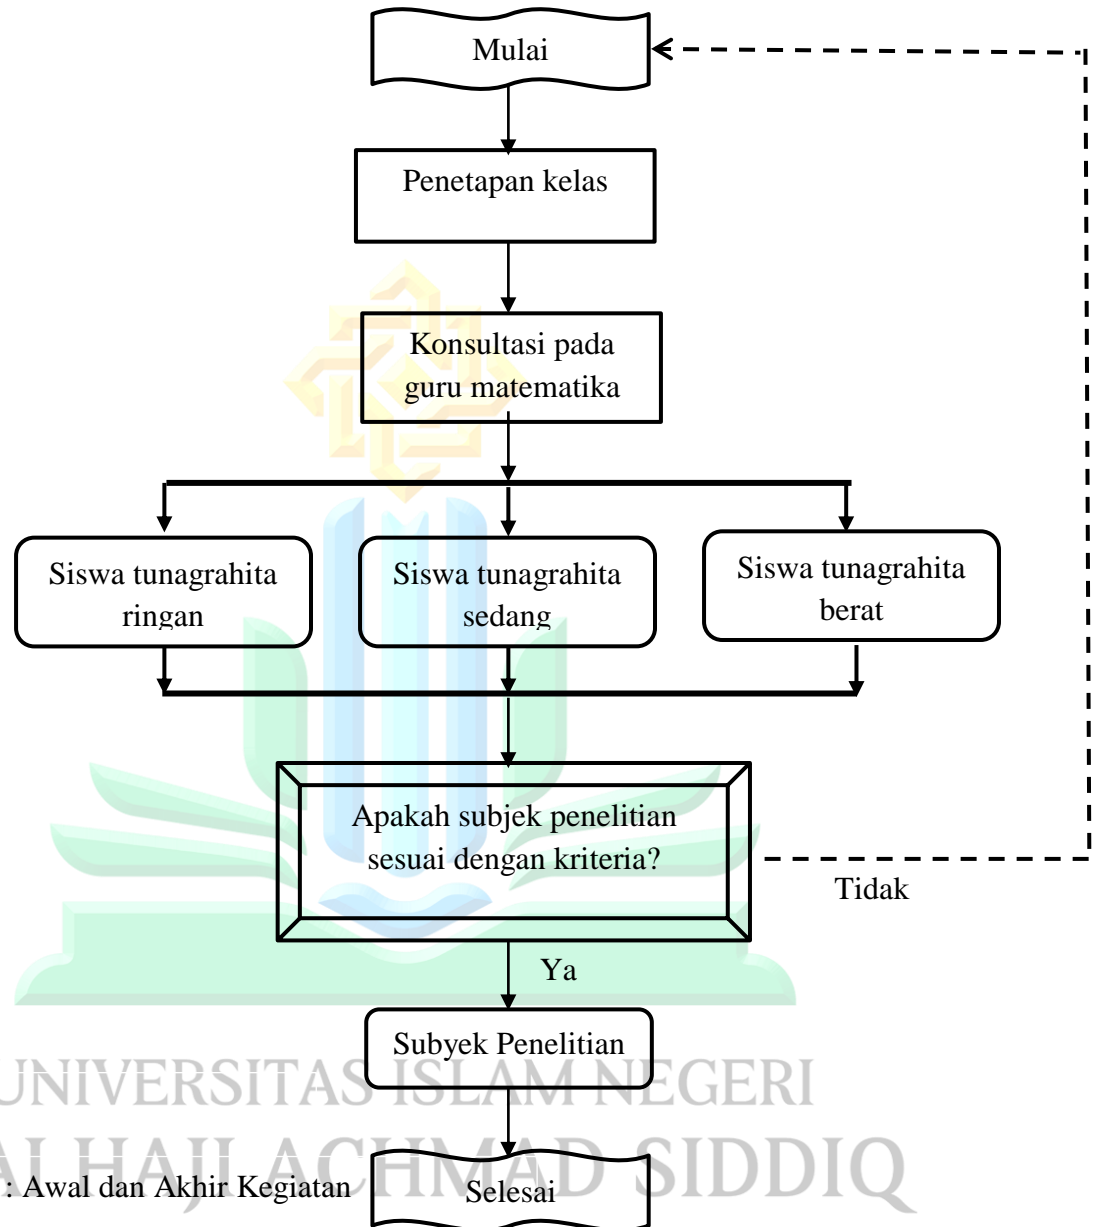 Mulai
Penetapan kelas
Konsultasi pada
guru matematika
Siswa tunagrahita
ringan
Siswa tunagrahita
sedang
Siswa tunagrahita
berat
Apakah subjek penelitian
sesuai dengan kriteria?
Tidak
Ya
Subyek Penelitian
UNIVERSITAS ISLAM NEGERI
AI HAJI ACHMAD SIDDIQ
: Awal dan Akhir Kegiatan
Selesai